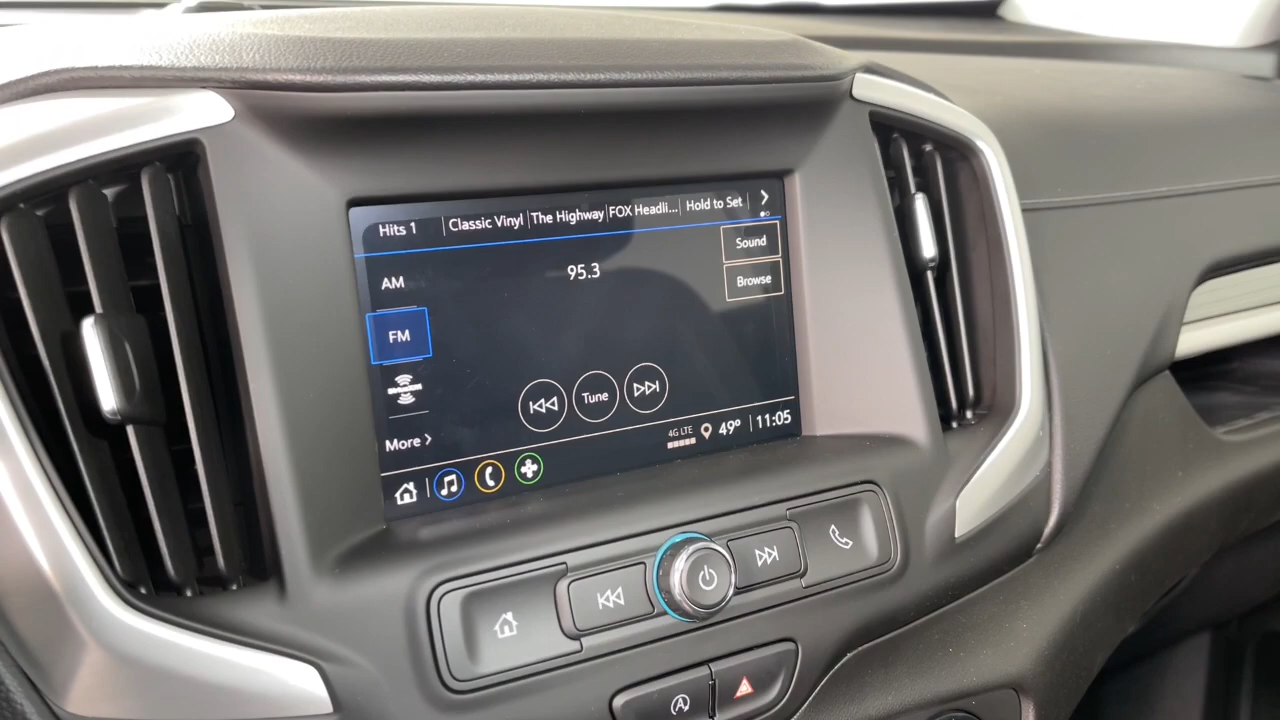 Hits 1 Classic Vinyl The Highway FOX Headli... Hold to Set
Sound
AM 95.3
Browse
FM
SiriusXM
Tune
More
4G LTE 49° 11:05
A